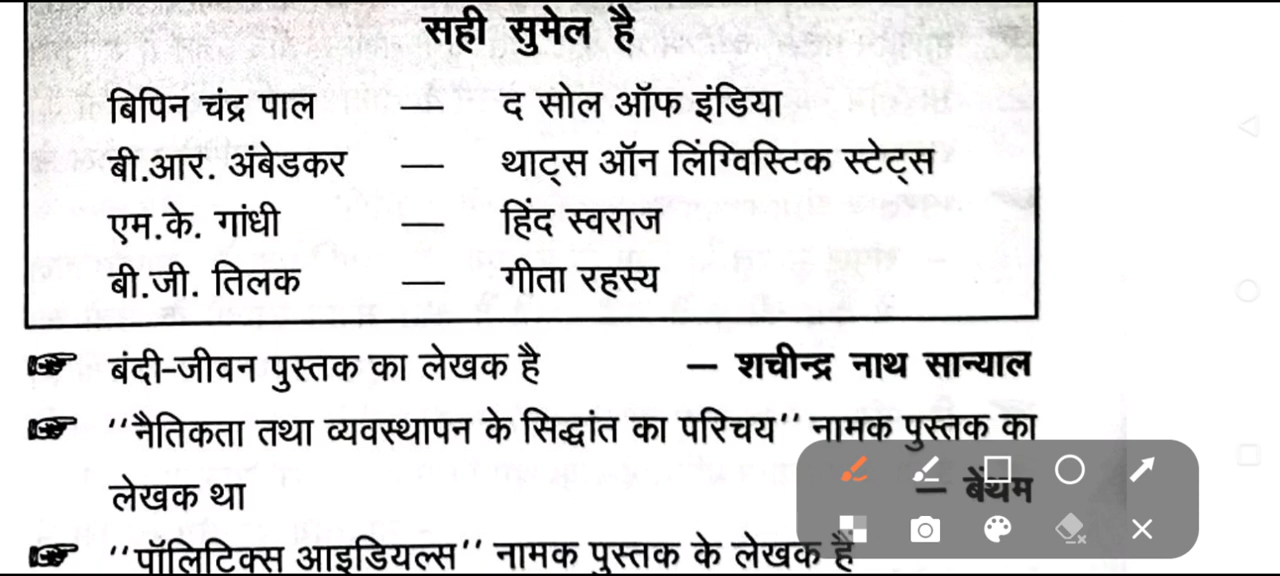 सही सुमेल है
बिपिन चंद्र पाल — द सोल ऑफ इंडिया
बी.आर. अंबेडकर — थाट्स ऑन लिंग्विस्टिक स्टेट्स
एम.के. गांधी — हिंद स्वराज
बी.जी. तिलक — गीता रहस्य
बंदी-जीवन पुस्तक का लेखक है — शचीन्द्र नाथ सान्याल
"नैतिकता तथा व्यवस्थापन के सिद्धांत का परिचय" नामक पुस्तक का
लेखक था — बेंथम
"पॉलिटिक्स आइडियल्स" नामक पुस्तक के लेखक है